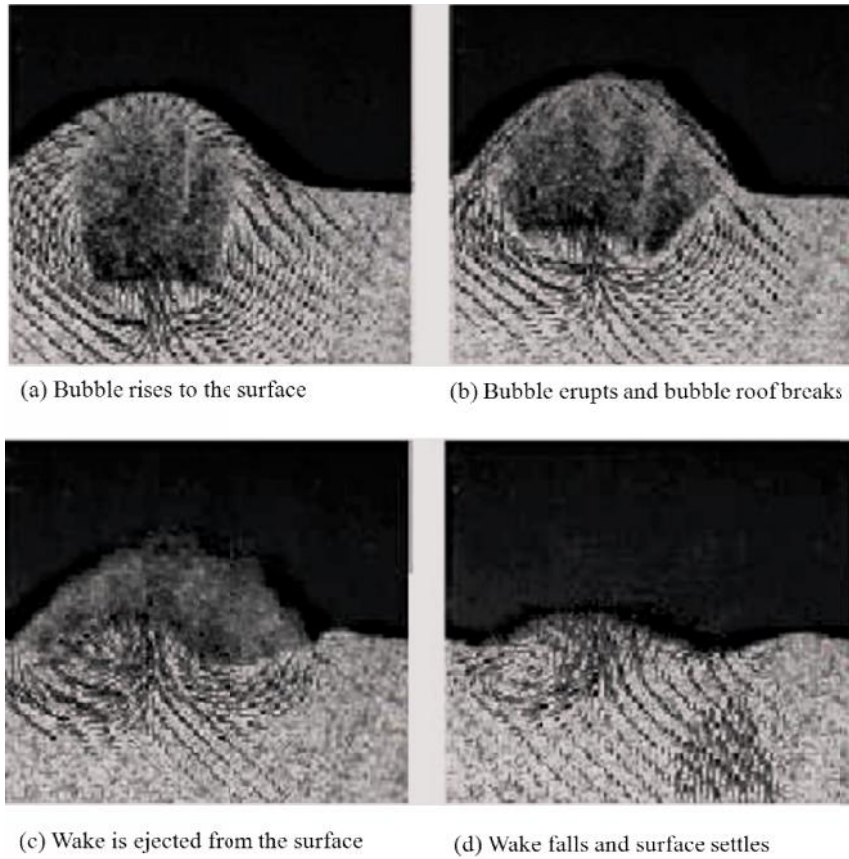 (a) Bubble rises to the surface
(b) Bubble erupts and bubble roof breaks
(c) Wake is ejected from the surface
(d) Wake falls and surface settles